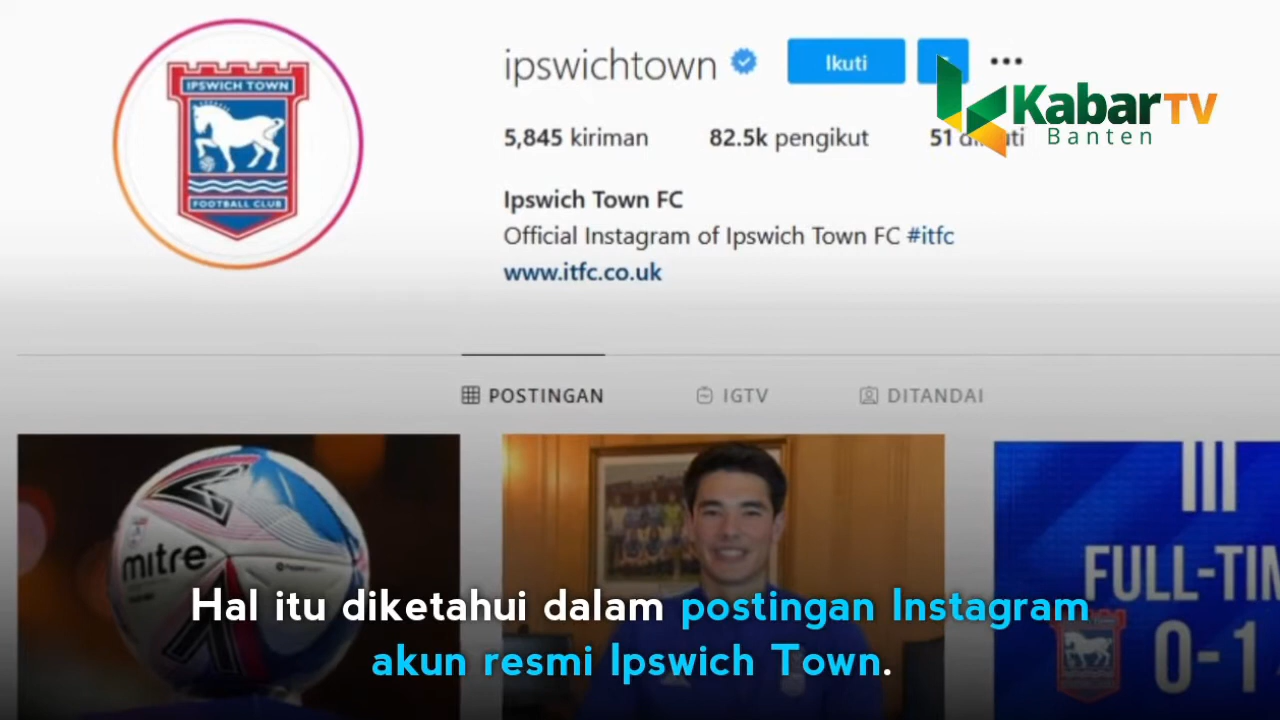 IPSWICH TOWN
FOOTBALL CLUB
ipswichtown
Ikuti
Kabar TV
Banten
5,845 kiriman
82.5k pengikut
51
Ipswich Town FC
Official Instagram of Ipswich Town FC #itfc
www.itfc.co.uk
POSTINGAN
IGTV
DITANDAI
mitre
FULL-TIM
0-1
Hal itu diketahui dalam postingan Instagram
akun resmi Ipswich Town.